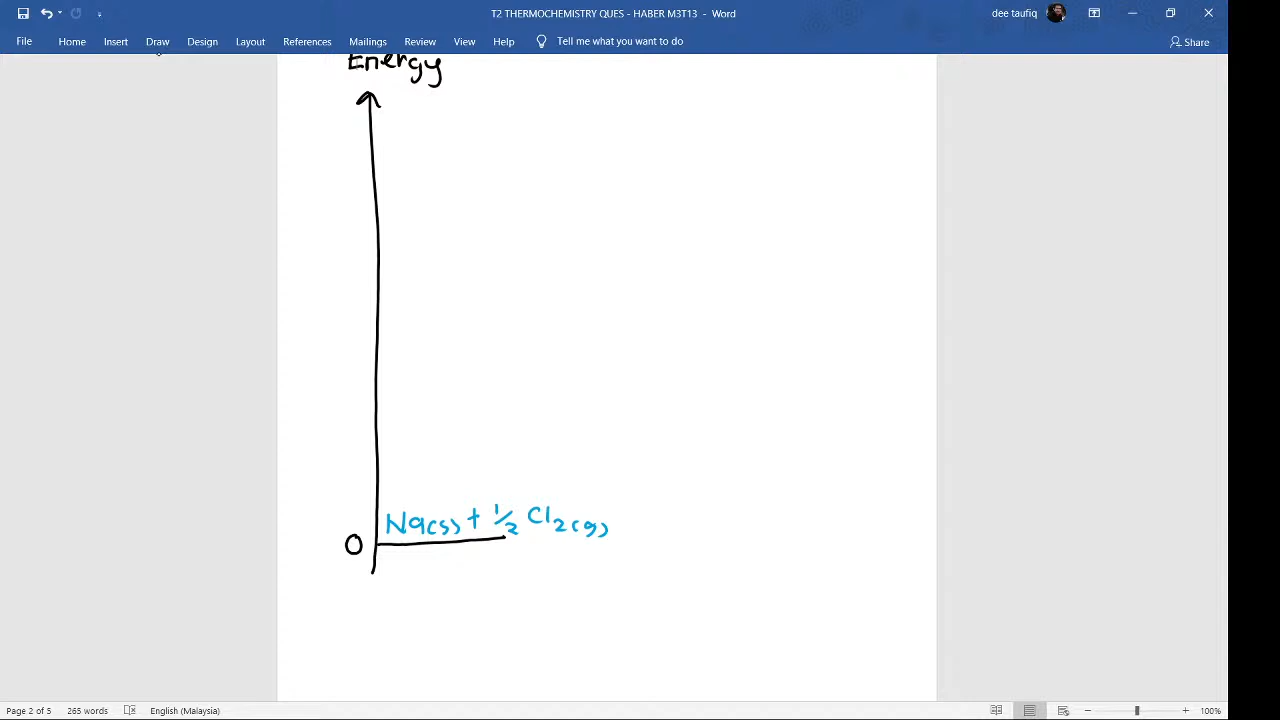 T2 THERMOCHEMISTRY QUES - HABER M3T13 - Word
dee taufiq
File Home Insert Draw Design Layout References Mailings Review View Help Tell me what you want to do
Share
Energy
Na(s) + 1/2 Cl2(g)
0
Page 2 of 5 265 words English (Malaysia)
100%